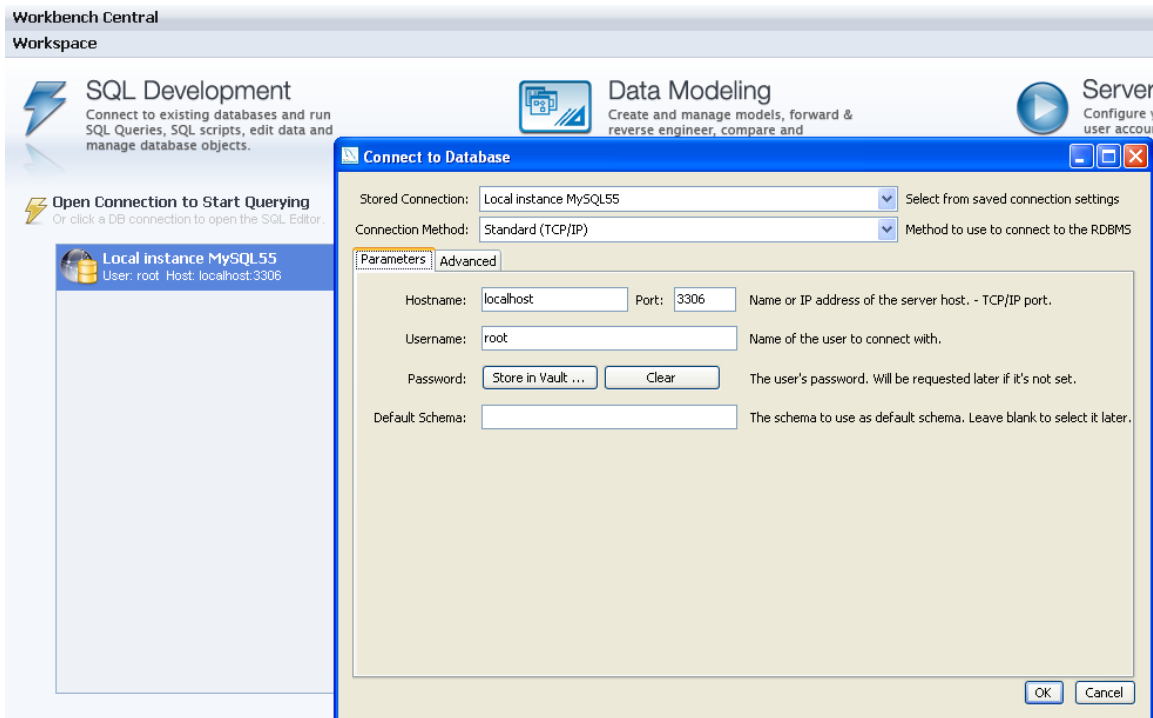 Workbench Central
Workspace
SQL Development
Connect to existing databases and run
SQL Queries, SQL scripts, edit data and
manage database objects.
Data Modeling
Create and manage models, forward &
reverse engineer, compare and
Server
Configure y
user accou
Open Connection to Start Querying
Or click a DB connection to open the SQL Editor.
Local instance MySQL55
User: root Host: localhost:3306
Connect to Database
Stored Connection: Local instance MySQL55 Select from saved connection settings
Connection Method: Standard (TCP/IP) Method to use to connect to the RDBMS
Parameters Advanced
Hostname: localhost Port: 3306 Name or IP address of the server host. - TCP/IP port.
Username: root Name of the user to connect with.
Password: Store in Vault ... Clear The user's password. Will be requested later if it's not set.
Default Schema: The schema to use as default schema. Leave blank to select it later.
OK Cancel